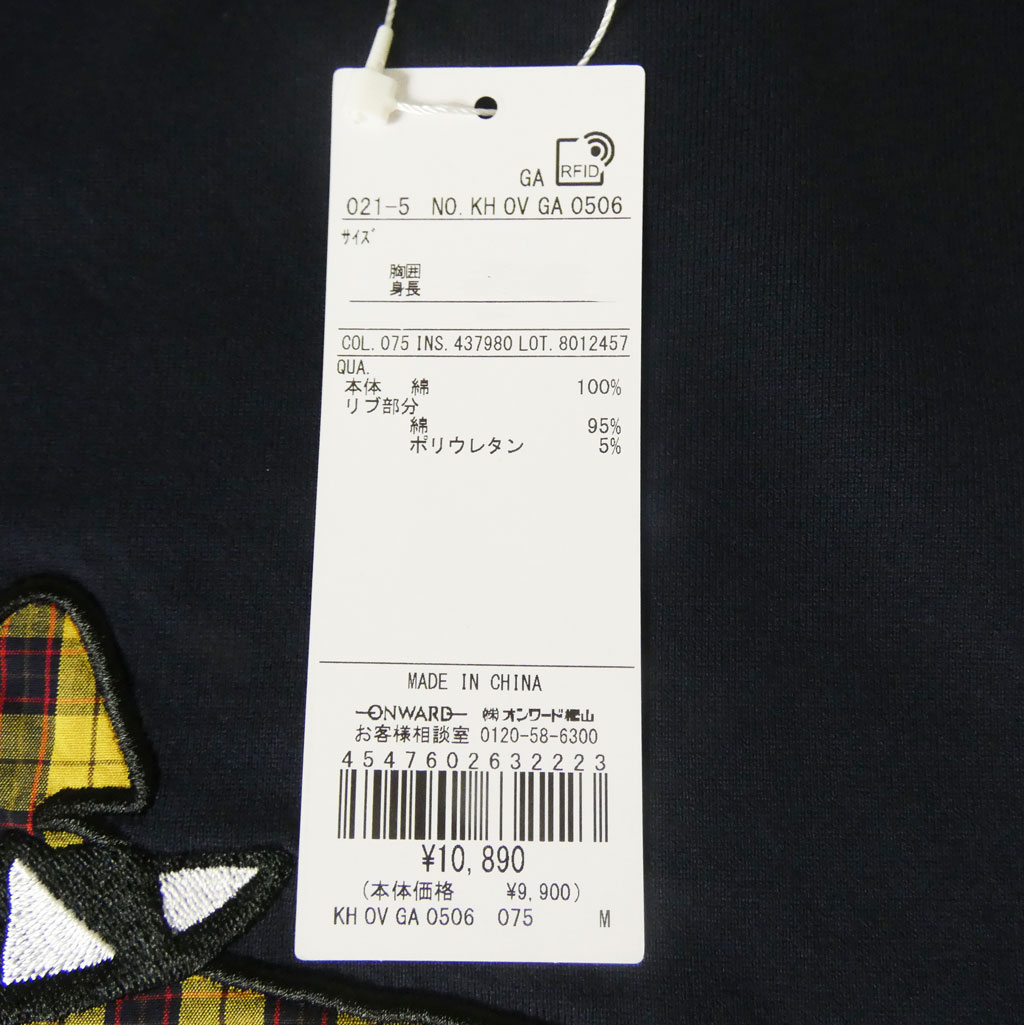 GA RFID
021-5 NO. KH OV GA 0506
サイズ
胸囲
身長
COL. 075 INS. 437980 LOT. 8012457
QUA.
本体 綿 100%
リブ部分
綿 95%
ポリウレタン 5%
MADE IN CHINA
ONWARD ㈱オンワード樫山
お客様相談室 0120-58-6300
4547602632223
¥10,890
(本体価格 ¥9,900)
KH OV GA 0506 075 M